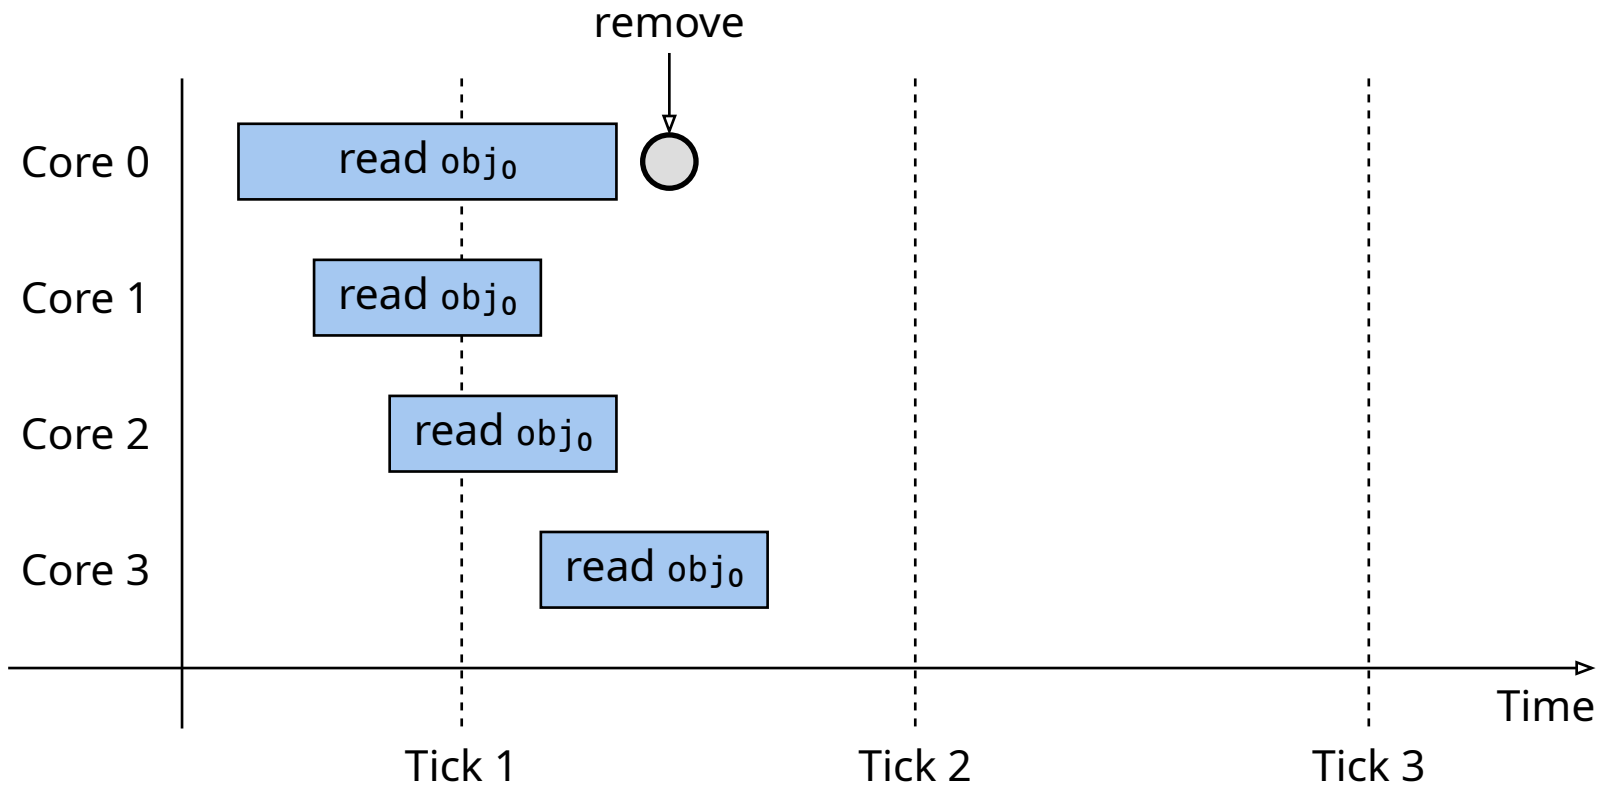 remove
Core 0
read obj₀
Core 1
read obj₀
Core 2
read obj₀
Core 3
read obj₀
Time
Tick 1
Tick 2
Tick 3